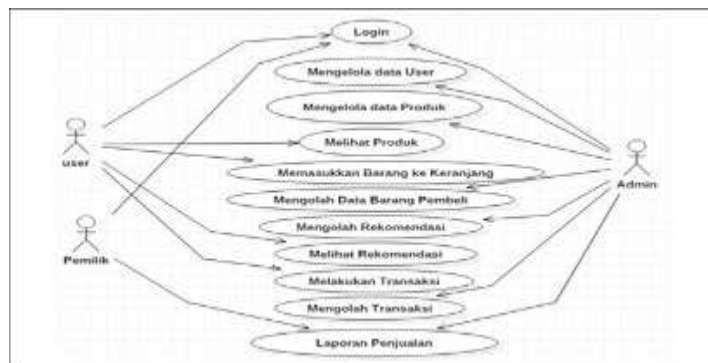 Login
Mengelola data User
Mengelola data Produk
Melihat Produk
user
Memasukkan Barang ke Keranjang
Admin
Mengolah Data Barang Pembeli
Mengolah Rekomendasi
Melihat Rekomendasi
Pemilik
Melakukan Transaksi
Mengolah Transaksi
Laporan Penjualan